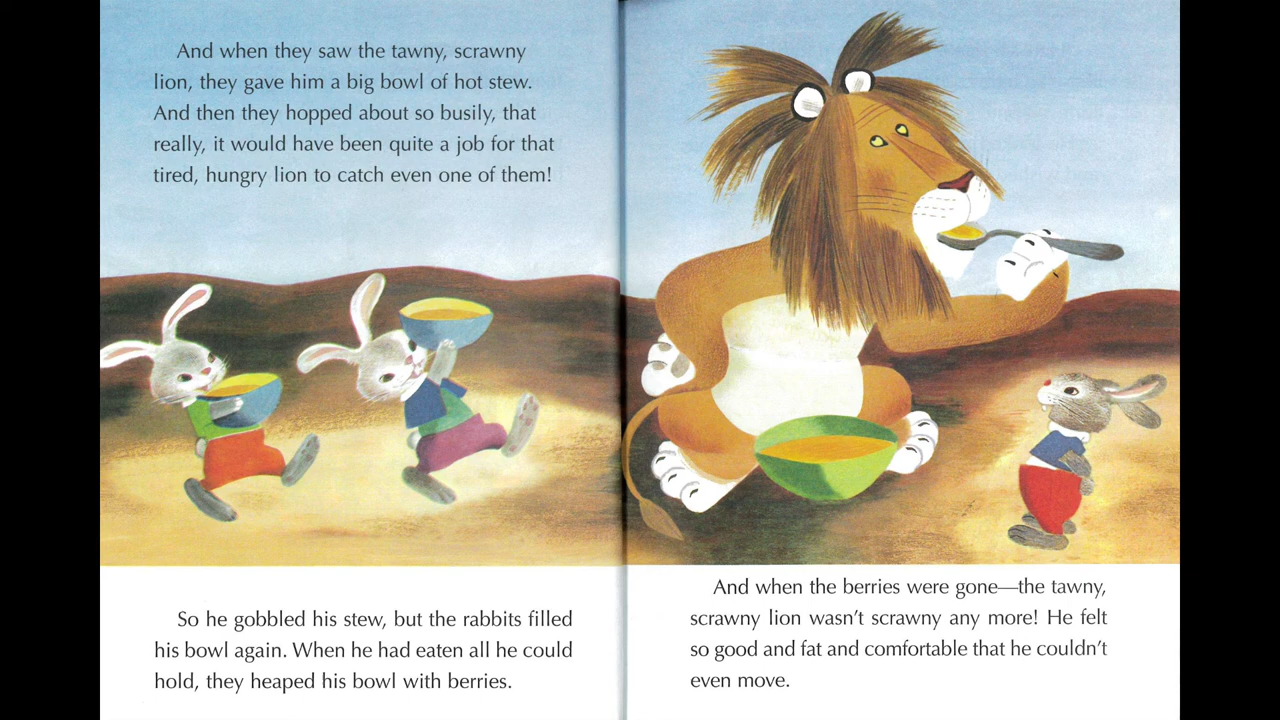 And when they saw the tawny, scrawny
lion, they gave him a big bowl of hot stew.
And then they hopped about so busily, that
really, it would have been quite a job for that
tired, hungry lion to catch even one of them!
So he gobbled his stew, but the rabbits filled
his bowl again. When he had eaten all he could
hold, they heaped his bowl with berries.
And when the berries were gone—the tawny,
scrawny lion wasn't scrawny any more! He felt
so good and fat and comfortable that he couldn't
even move.